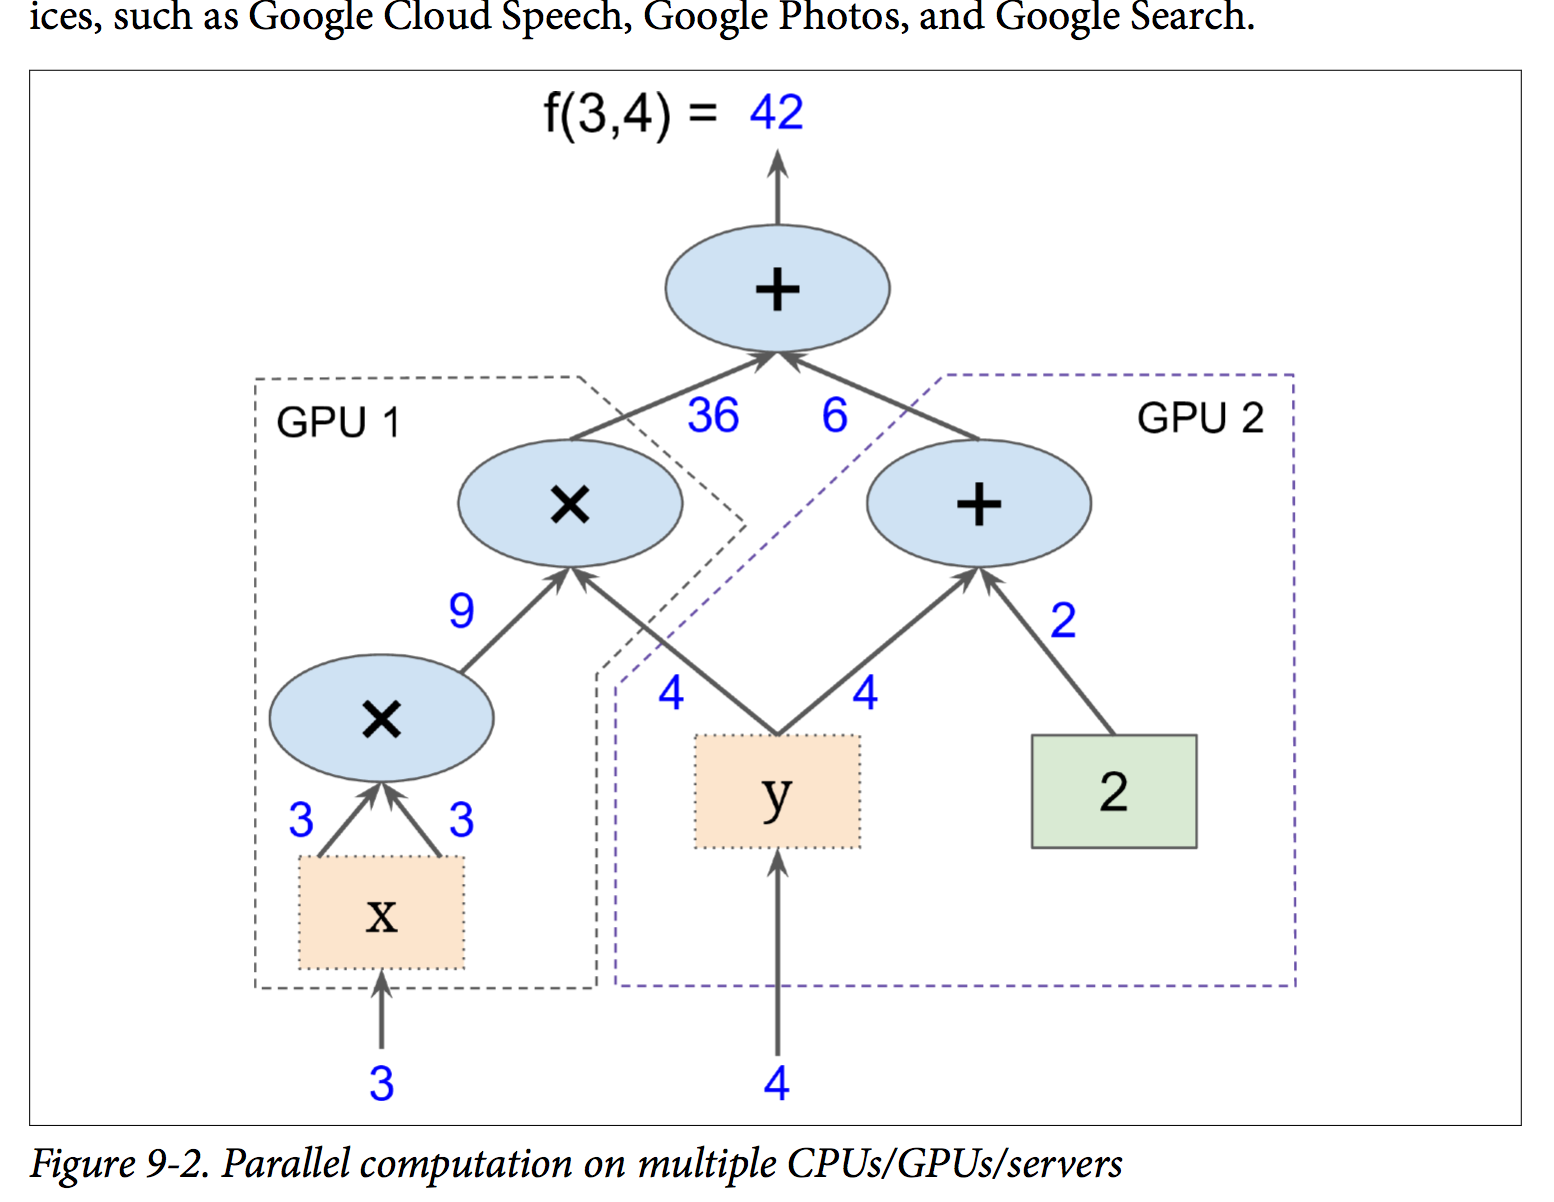 ices, such as Google Cloud Speech, Google Photos, and Google Search.
f(3,4) = 42
+
36 6
GPU 1 GPU 2
× +
9 2
4 4
×
y 2
3 3
x
3 4
Figure 9-2. Parallel computation on multiple CPUs/GPUs/servers